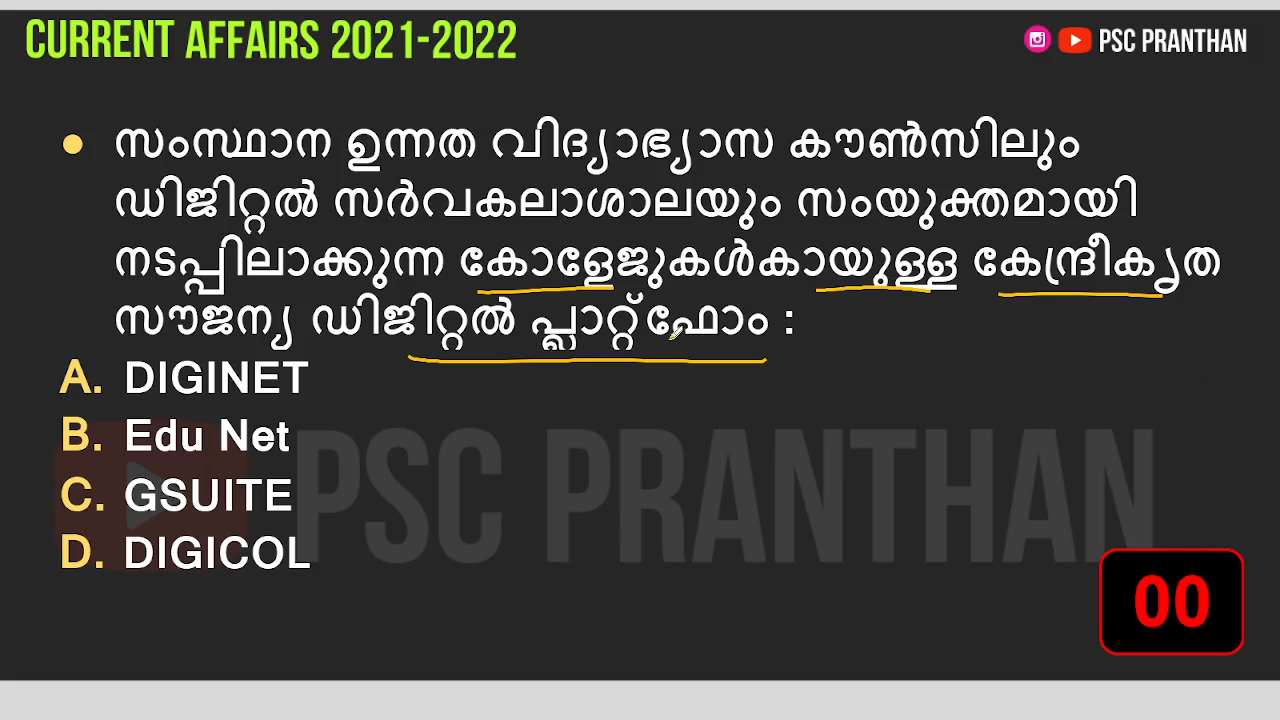 CURRENT AFFAIRS 2021-2022
PSC PRANTHAN
സംസ്ഥാന ഉന്നത വിദ്യാഭ്യാസ കൗൺസിലും
ഡിജിറ്റൽ സർവകലാശാലയും സംയുക്തമായി
നടപ്പിലാക്കുന്ന കോളേജുകൾകായുള്ള കേന്ദ്രീകൃത
സൗജന്യ ഡിജിറ്റൽ പ്ലാറ്റ്ഫോം :
A. DIGINET
B. Edu Net
C. GSUITE
D. DIGICOL
PSC PRANTHAN
00